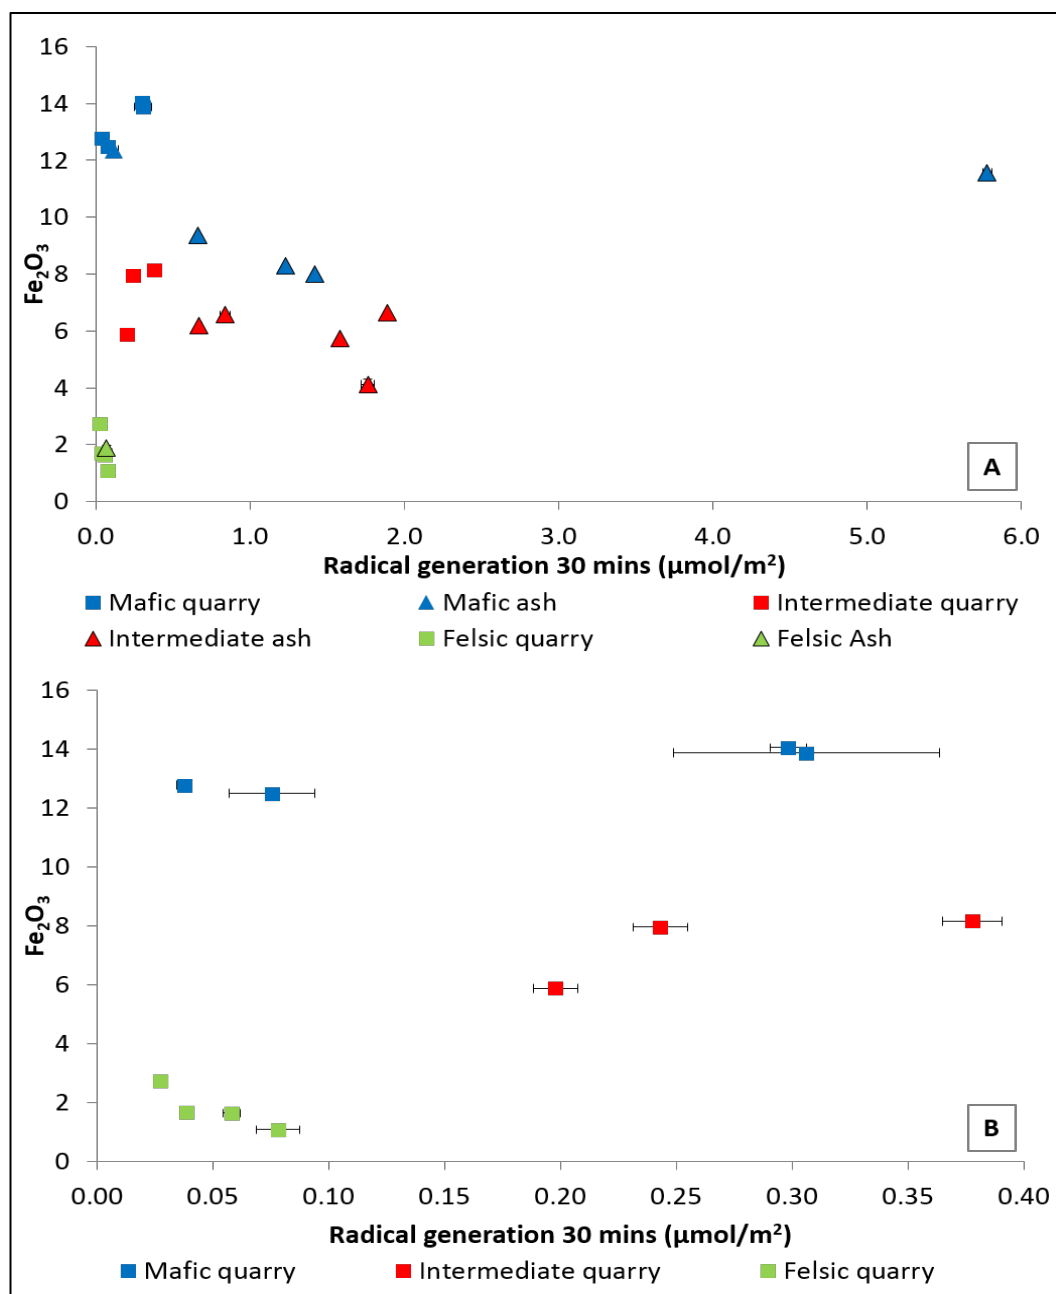 16
14
12
10
8
6
4
2
0
Fe₂O₃
A
0.0 1.0 2.0 3.0 4.0 5.0 6.0
Radical generation 30 mins (µmol/m²)
Mafic quarry Mafic ash Intermediate quarry
Intermediate ash Felsic quarry Felsic Ash
16
14
12
10
8
6
4
2
0
Fe₂O₃
B
0.00 0.05 0.10 0.15 0.20 0.25 0.30 0.35 0.40
Radical generation 30 mins (µmol/m²)
Mafic quarry Intermediate quarry Felsic quarry